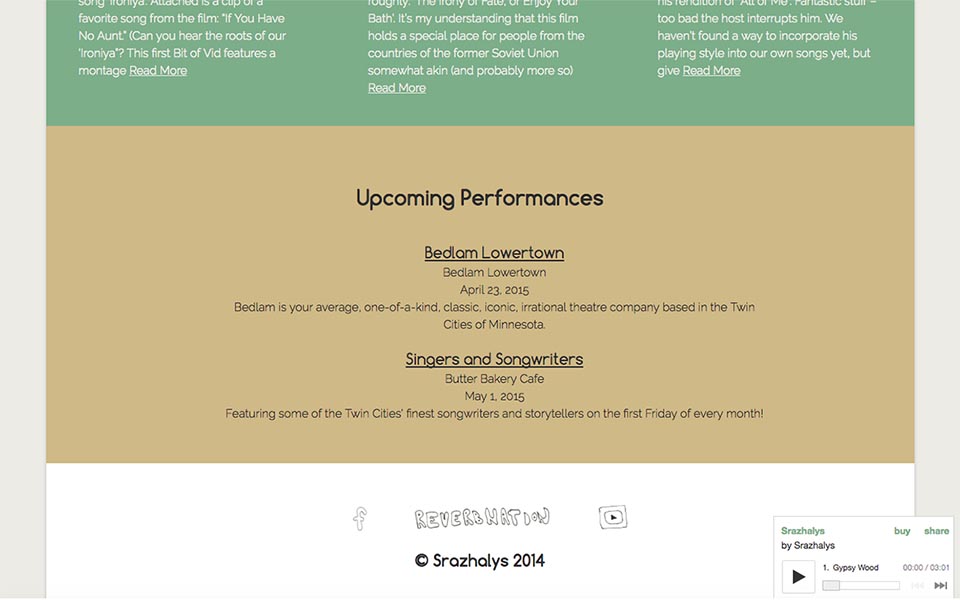 song 'Ironiya'. Attached is a clip of a
favorite song from the film: "If You Have
No Aunt." (Can you hear the roots of our
'Ironiya'? This first Bit of Vid features a
montage Read More
roughly: 'The Irony of Fate, or Enjoy Your
Bath'. It's my understanding that this film
holds a special place for people from the
countries of the former Soviet Union
somewhat akin (and probably more so)
Read More
his rendition of 'All of Me'. Fantastic stuff –
too bad the host interrupts him. We
haven't found a way to incorporate his
playing style into our own songs yet, but
give Read More
Upcoming Performances
Bedlam Lowertown
Bedlam Lowertown
April 23, 2015
Bedlam is your average, one-of-a-kind, classic, iconic, irrational theatre company based in the Twin
Cities of Minnesota.
Singers and Songwriters
Butter Bakery Cafe
May 1, 2015
Featuring some of the Twin Cities' finest songwriters and storytellers on the first Friday of every month!
f
REVERBNATION
© Srazhalys 2014
Srazhalys buy share
by Srazhalys
1. Gypsy Wood 00:00 / 03:01